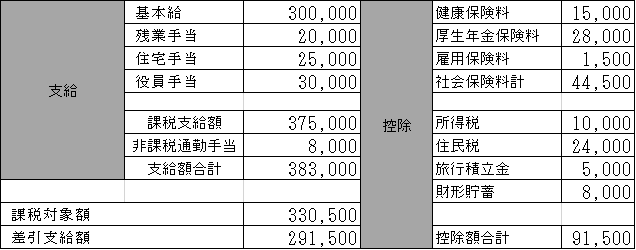 基本給 300,000 健康保険料 15,000
残業手当 20,000 厚生年金保険料 28,000
住宅手当 25,000 雇用保険料 1,500
役員手当 30,000 社会保険料計 44,500
支給
課税支給額 375,000 控除 所得税 10,000
非課税通勤手当 8,000 住民税 24,000
支給額合計 383,000 旅行積立金 5,000
財形貯蓄 8,000
課税対象額 330,500
差引支給額 291,500 控除額合計 91,500